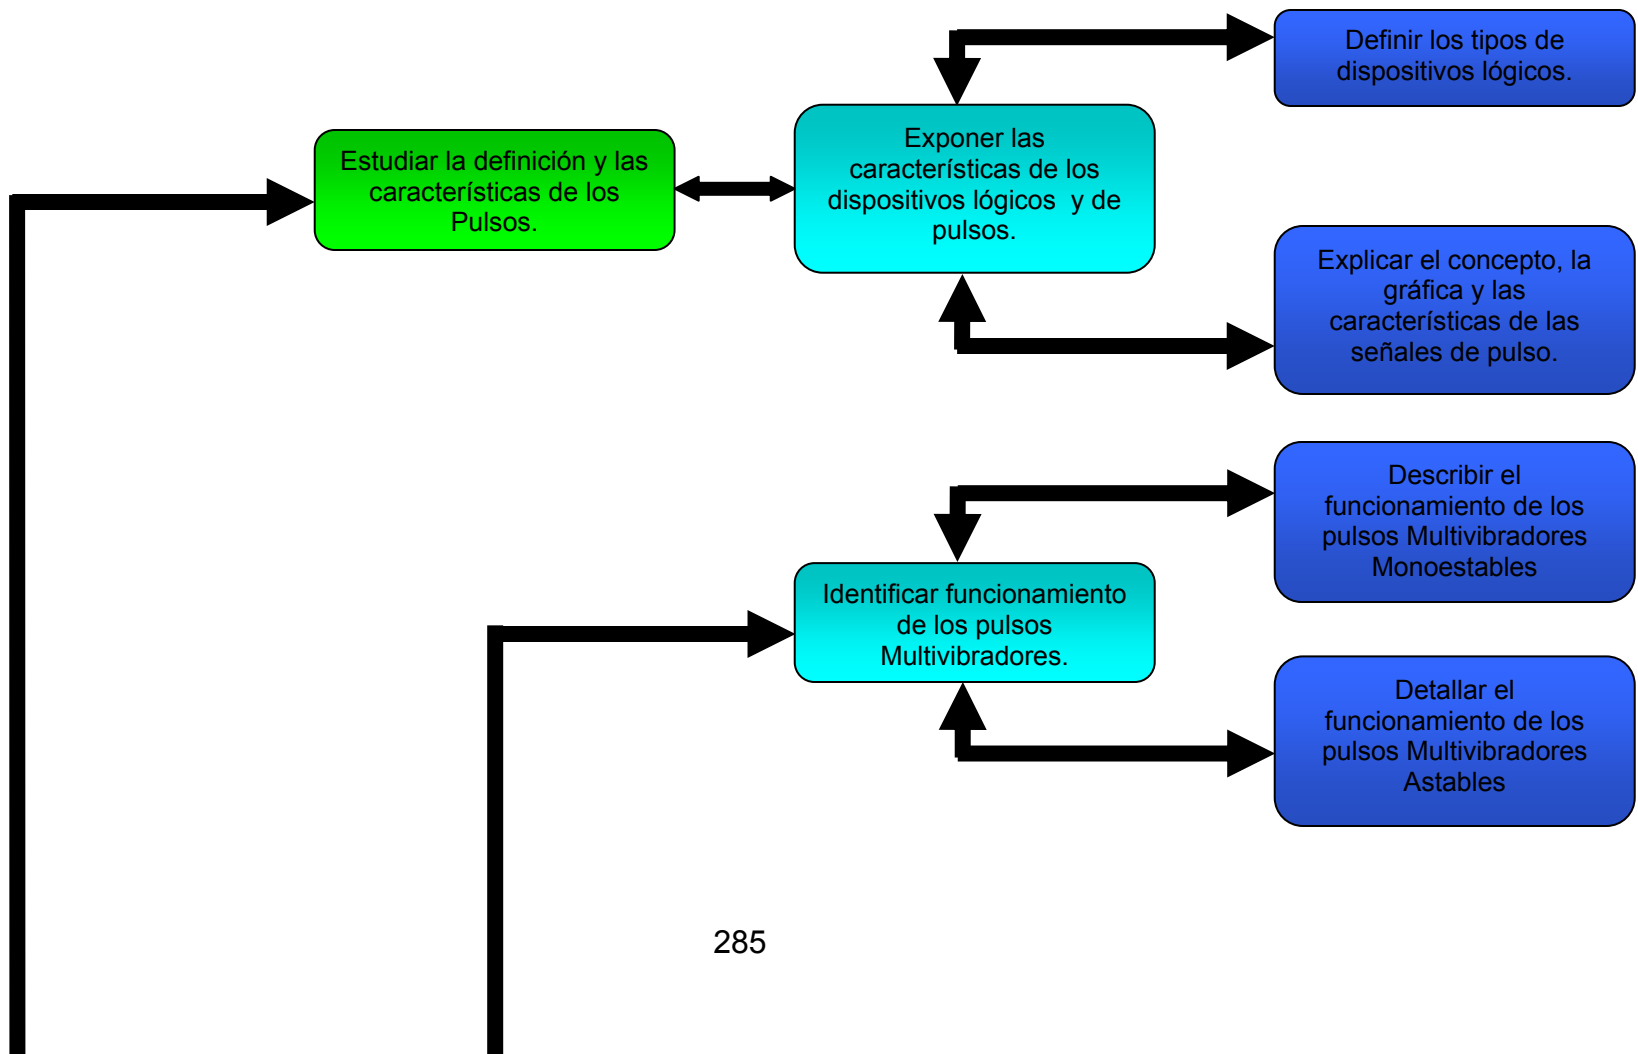 Definir los tipos de
dispositivos lógicos.
Estudiar la definición y las
características de los
Pulsos.
Exponer las
características de los
dispositivos lógicos y de
pulsos.
Explicar el concepto, la
gráfica y las
características de las
señales de pulso.
Describir el
funcionamiento de los
pulsos Multivibradores
Monoestables
Identificar funcionamiento
de los pulsos
Multivibradores.
Detallar el
funcionamiento de los
pulsos Multivibradores
Astables
285